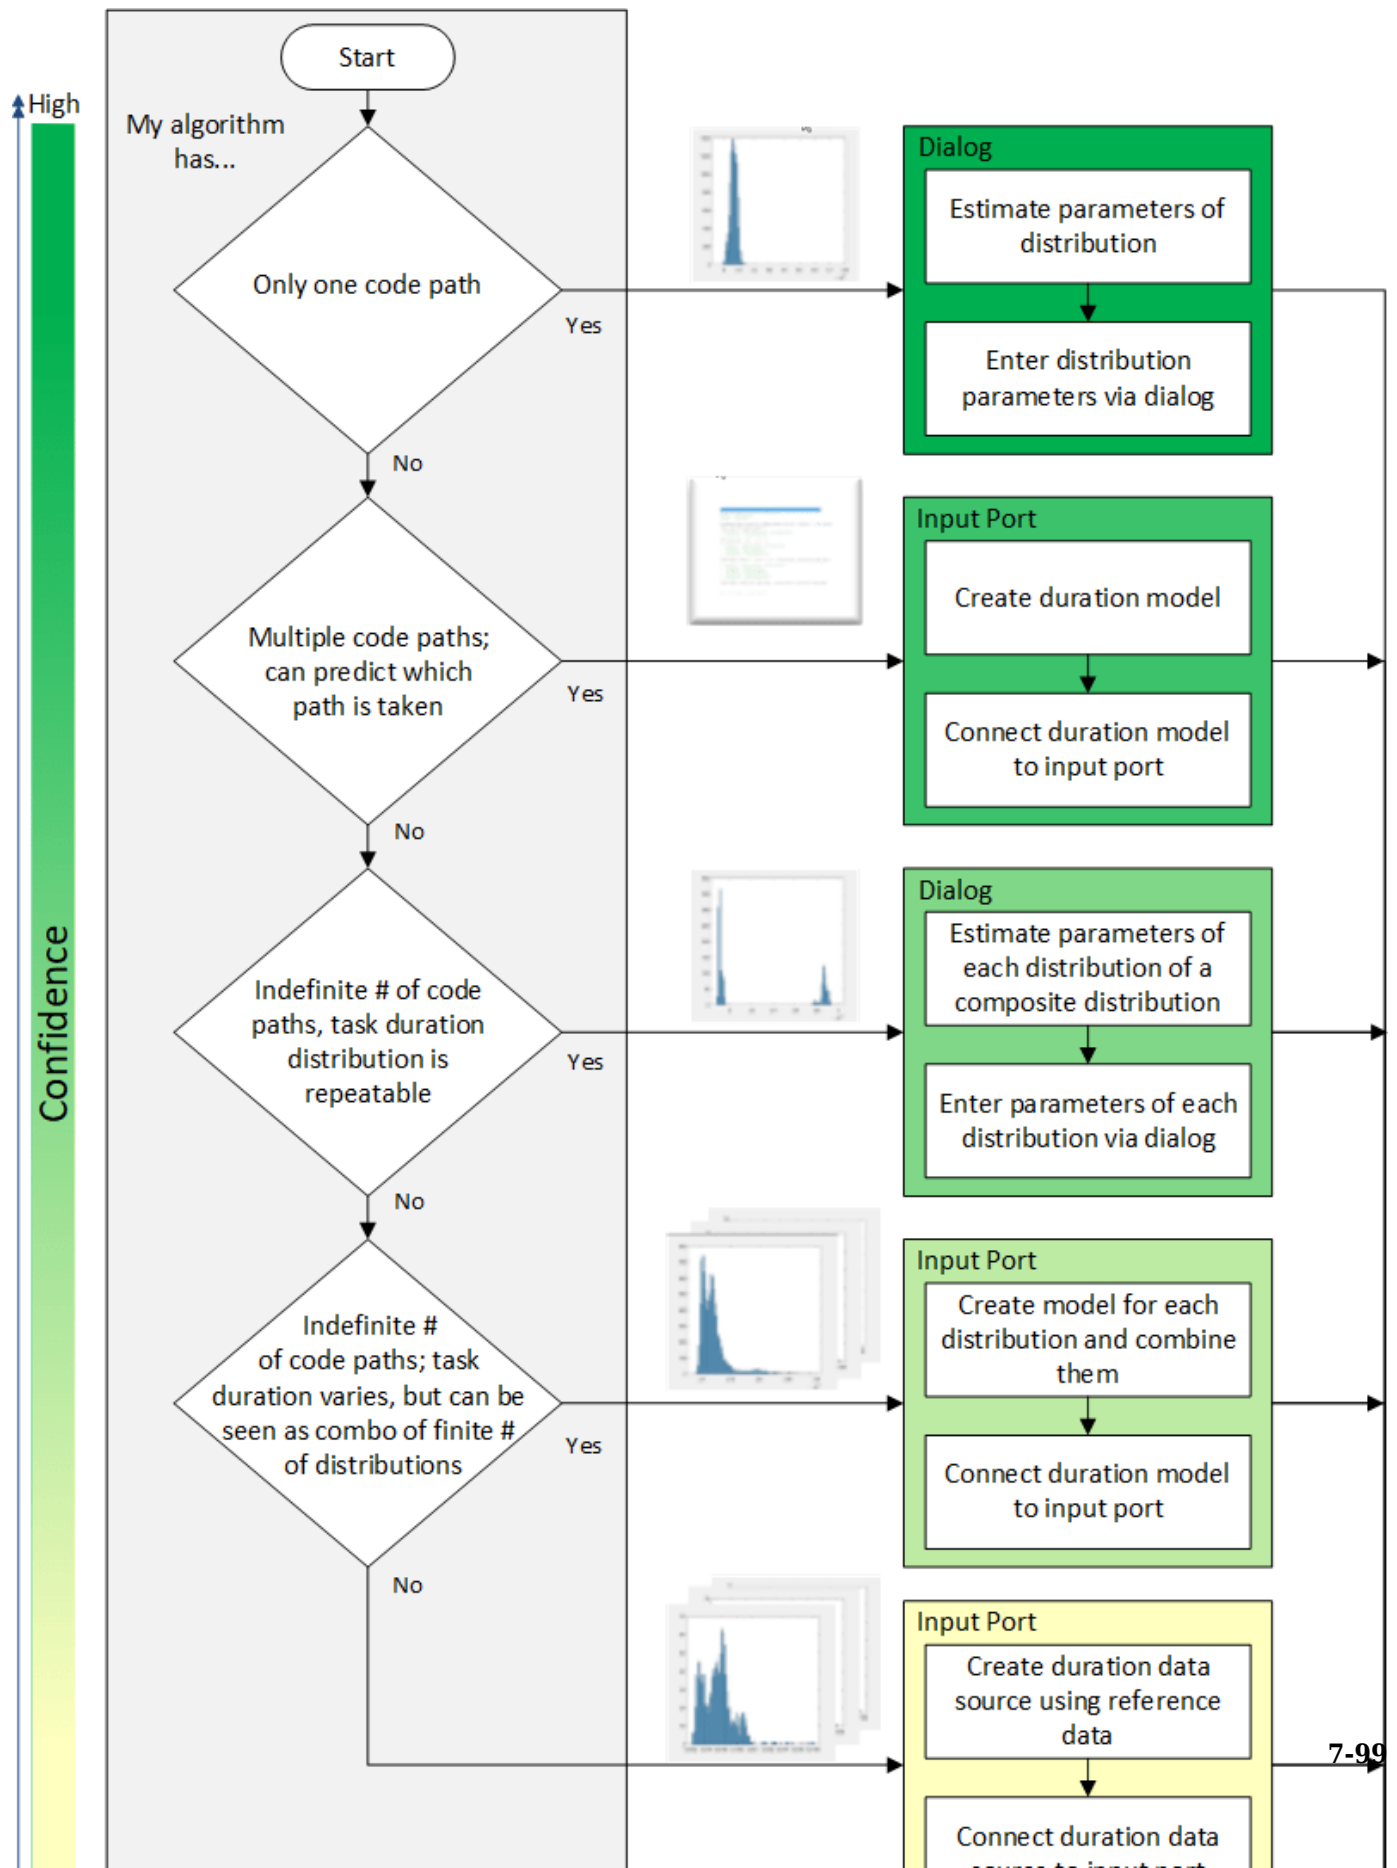 Start
High
My algorithm
has...
Only one code path
Yes
No
Dialog
Estimate parameters of
distribution
Enter distribution
parameters via dialog
Multiple code paths;
can predict which
path is taken
Yes
No
Input Port
Create duration model
Connect duration model
to input port
Confidence
Indefinite # of code
paths, task duration
distribution is
repeatable
Yes
No
Dialog
Estimate parameters of
each distribution of a
composite distribution
Enter parameters of each
distribution via dialog
Indefinite #
of code paths; task
duration varies, but can be
seen as combo of finite #
of distributions
Yes
No
Input Port
Create model for each
distribution and combine
them
Connect duration model
to input port
Input Port
Create duration data
source using reference
data
7-99
Connect duration data
source to input port